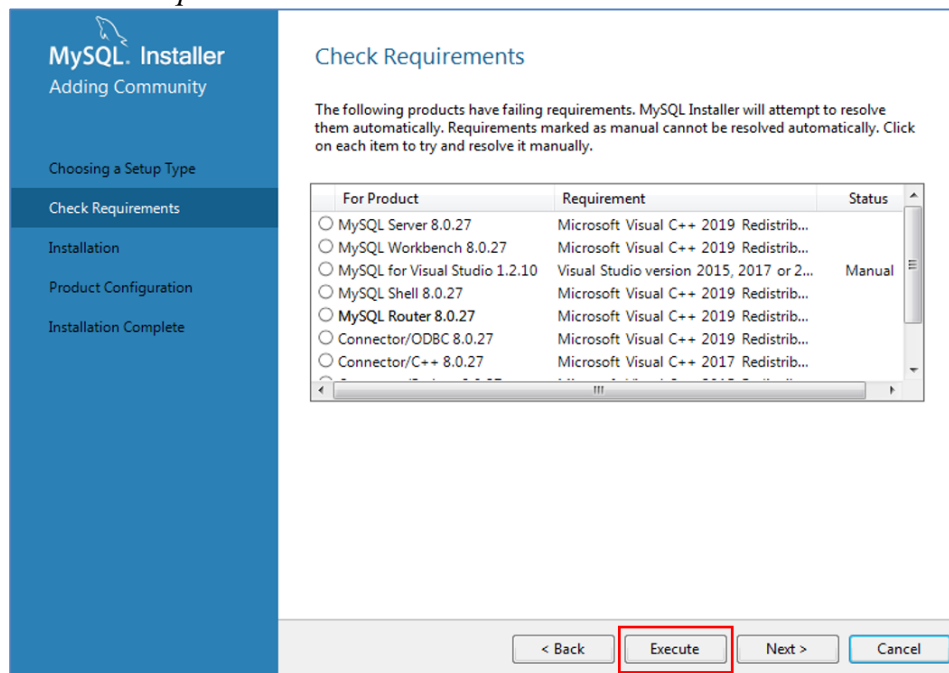 MySQL. Installer
Adding Community
Choosing a Setup Type
Check Requirements
Installation
Product Configuration
Installation Complete
Check Requirements
The following products have failing requirements. MySQL Installer will attempt to resolve
them automatically. Requirements marked as manual cannot be resolved automatically. Click
on each item to try and resolve it manually.
For Product Requirement Status
MySQL Server 8.0.27 Microsoft Visual C++ 2019 Redistrib...
MySQL Workbench 8.0.27 Microsoft Visual C++ 2019 Redistrib...
MySQL for Visual Studio 1.2.10 Visual Studio version 2015, 2017 or 2... Manual
MySQL Shell 8.0.27 Microsoft Visual C++ 2019 Redistrib...
MySQL Router 8.0.27 Microsoft Visual C++ 2019 Redistrib...
Connector/ODBC 8.0.27 Microsoft Visual C++ 2019 Redistrib...
Connector/C++ 8.0.27 Microsoft Visual C++ 2017 Redistrib...
< Back Execute Next > Cancel